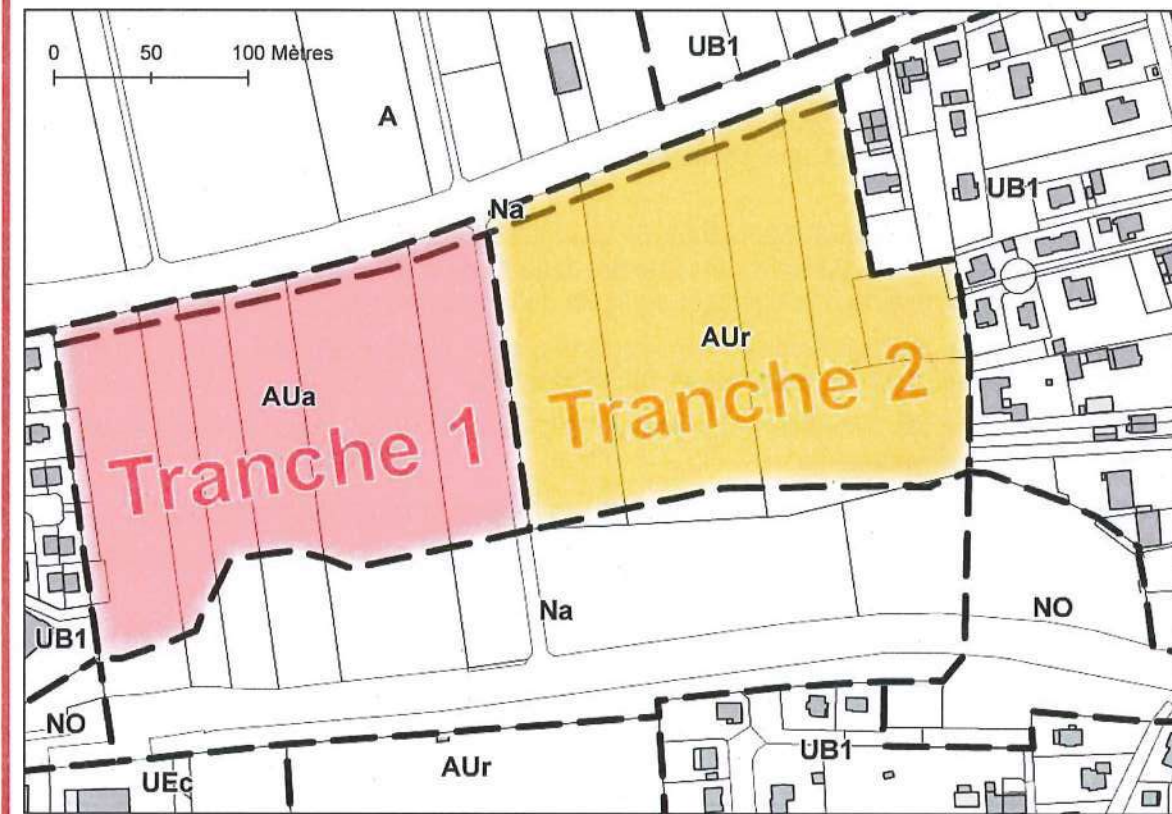 0 50 100 Mètres
UB1
A
UB1
Na
AUr
AUa
Tranche 2
Tranche 1
Na
NO
UB1
NO
UB1
AUr
UEc